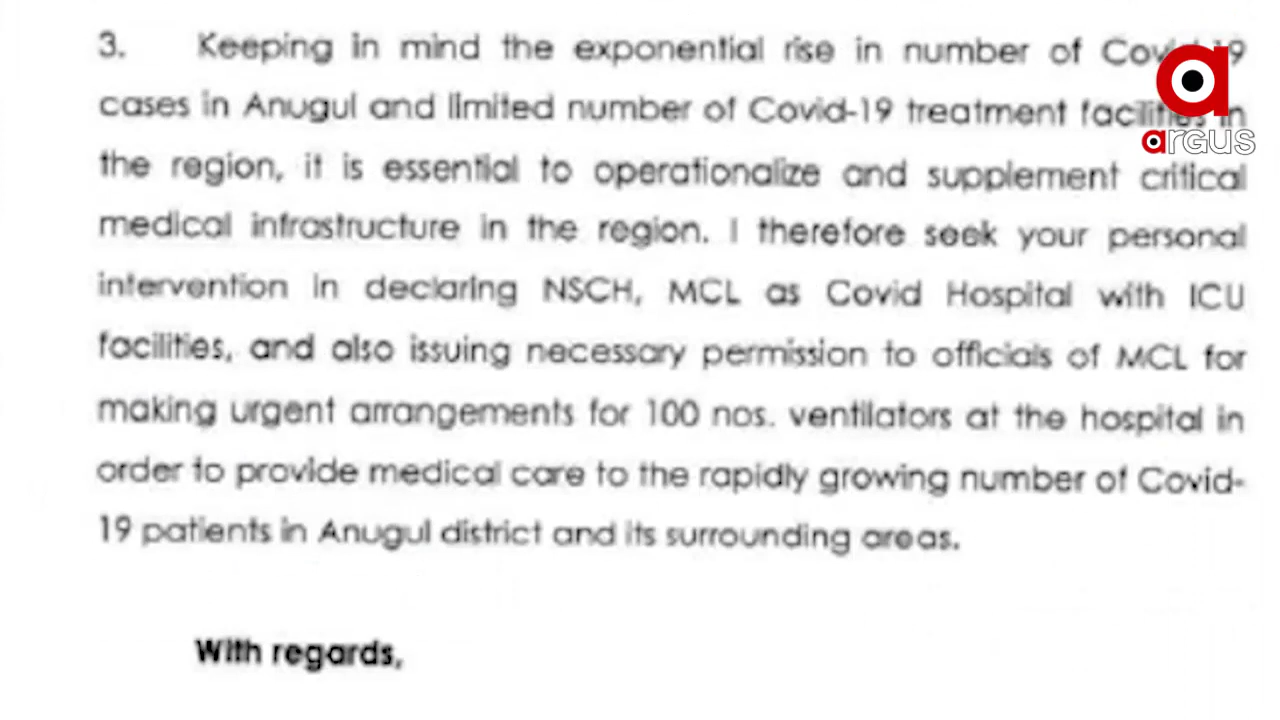 3. Keeping in mind the exponential rise in number of Covid-19
cases in Anugul and limited number of Covid-19 treatment facilities in
the region, it is essential to operationalize and supplement critical
medical infrastructure in the region. I therefore seek your personal
intervention in declaring NSCH, MCL as Covid Hospital with ICU
facilities, and also issuing necessary permission to officials of MCL for
making urgent arrangements for 100 nos. ventilators at the hospital in
order to provide medical care to the rapidly growing number of Covid-
19 patients in Anugul district and its surrounding areas.
With regards,
a
argus